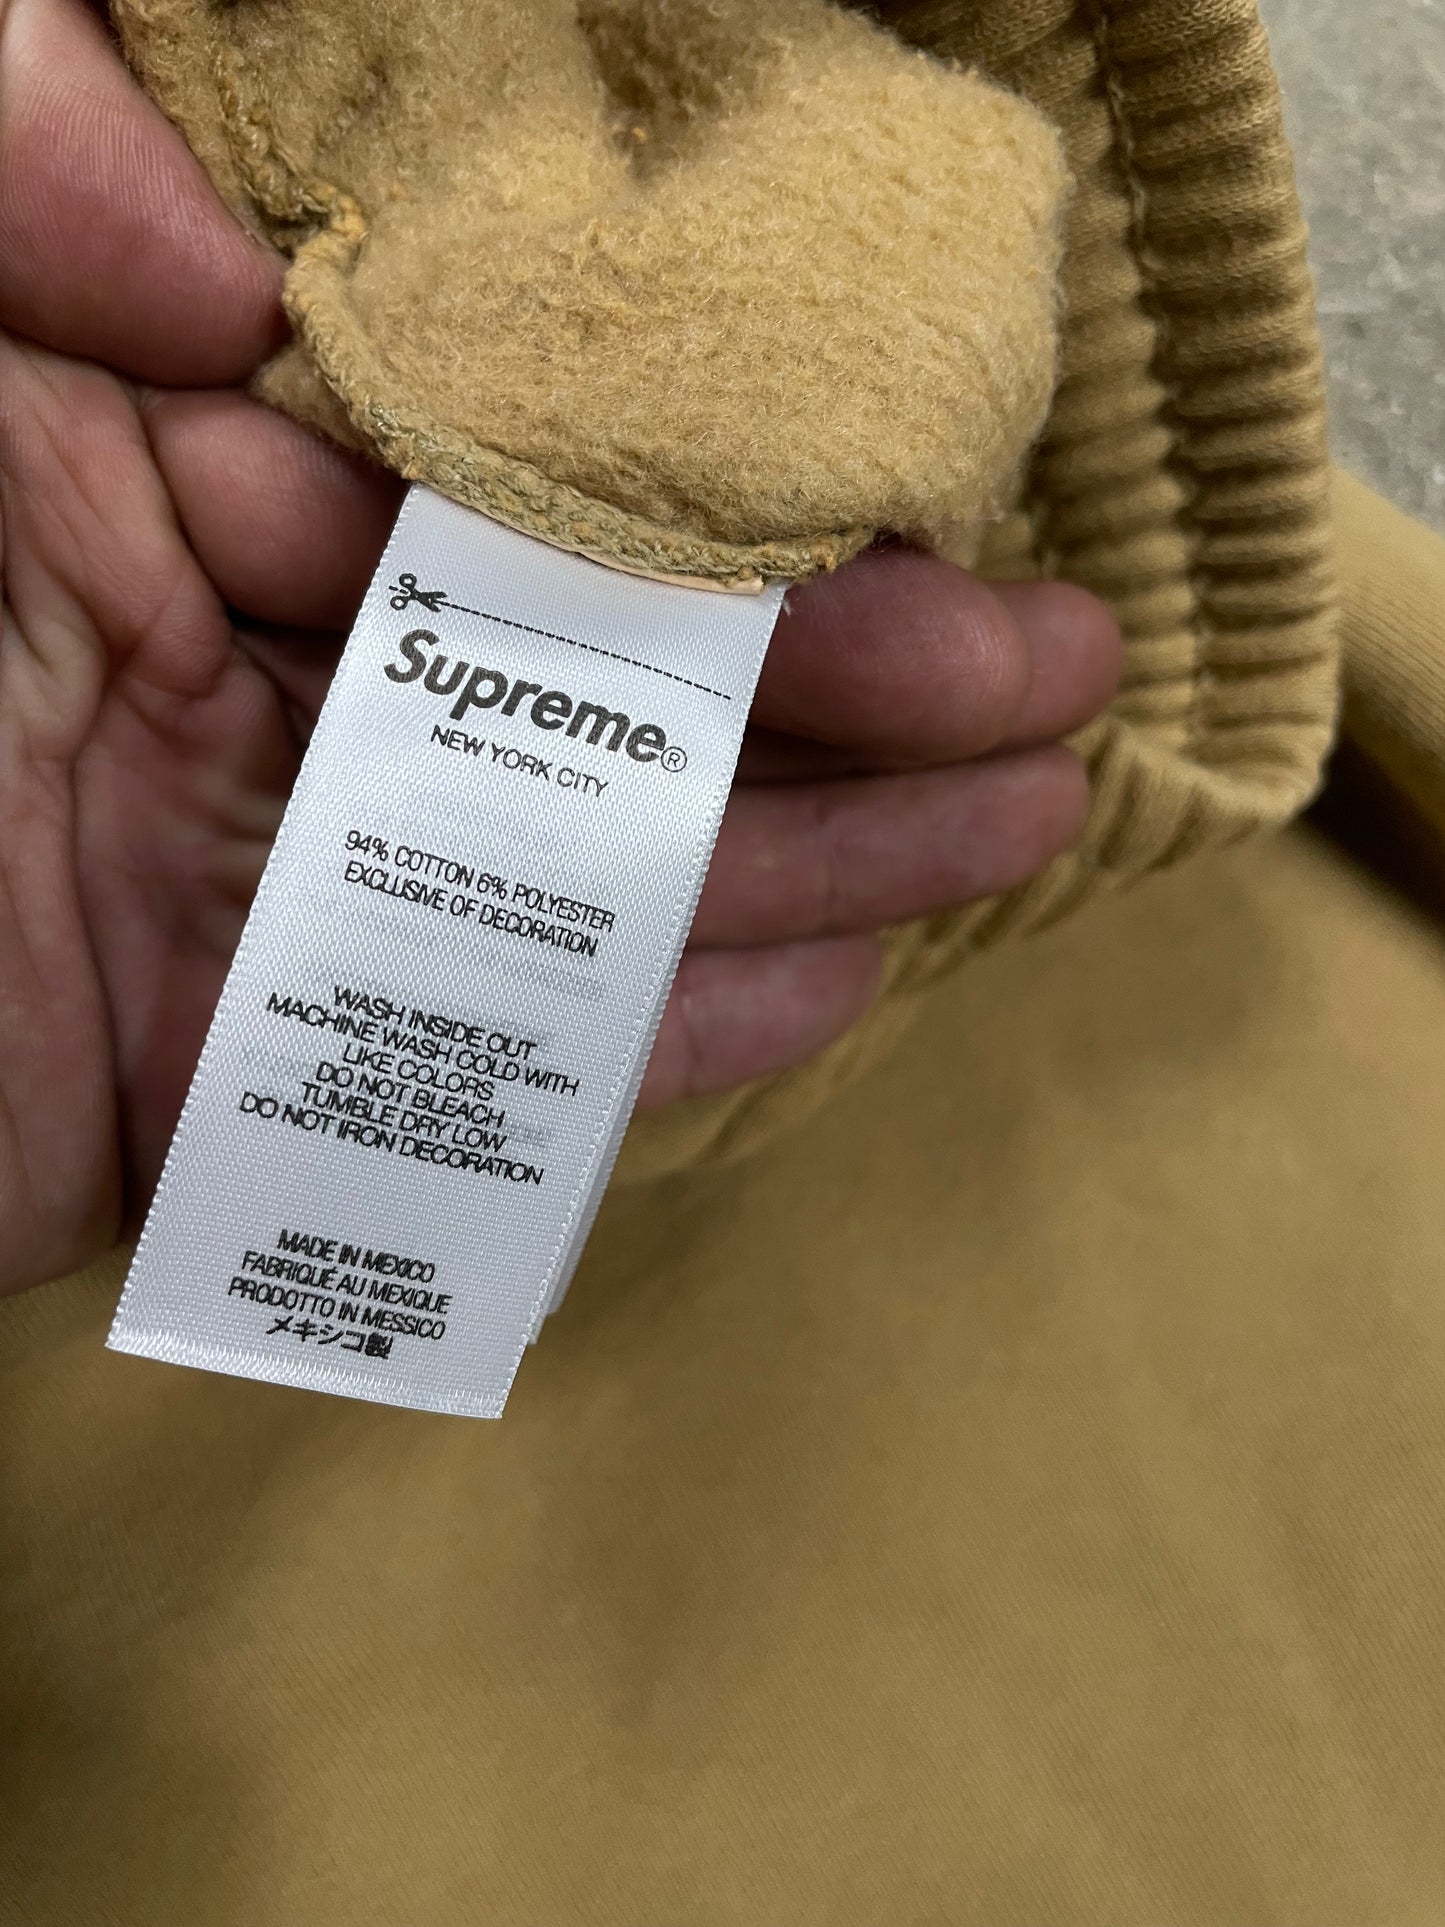 Supreme®
NEW YORK CITY
94% COTTON 6% POLYESTER
EXCLUSIVE OF DECORATION
WASH INSIDE OUT
MACHINE WASH COLD WITH
LIKE COLORS
DO NOT BLEACH
TUMBLE DRY LOW
DO NOT IRON DECORATION
MADE IN MEXICO
FABRIQUÉ AU MEXIQUE
PRODOTTO IN MESSICO
メキシコ製